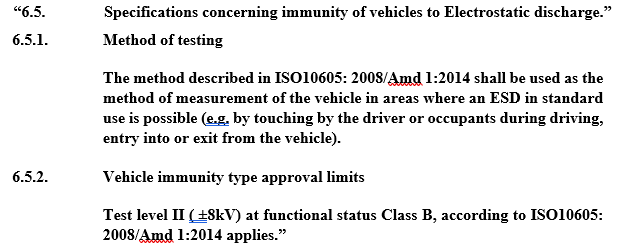 “6.5. Specifications concerning immunity of vehicles to Electrostatic discharge.”
6.5.1. Method of testing
The method described in ISO10605: 2008/Amd 1:2014 shall be used as the
method of measurement of the vehicle in areas where an ESD in standard
use is possible (e.g. by touching by the driver or occupants during driving,
entry into or exit from the vehicle).
6.5.2. Vehicle immunity type approval limits
Test level II ( ±8kV) at functional status Class B, according to ISO10605:
2008/Amd 1:2014 applies.”